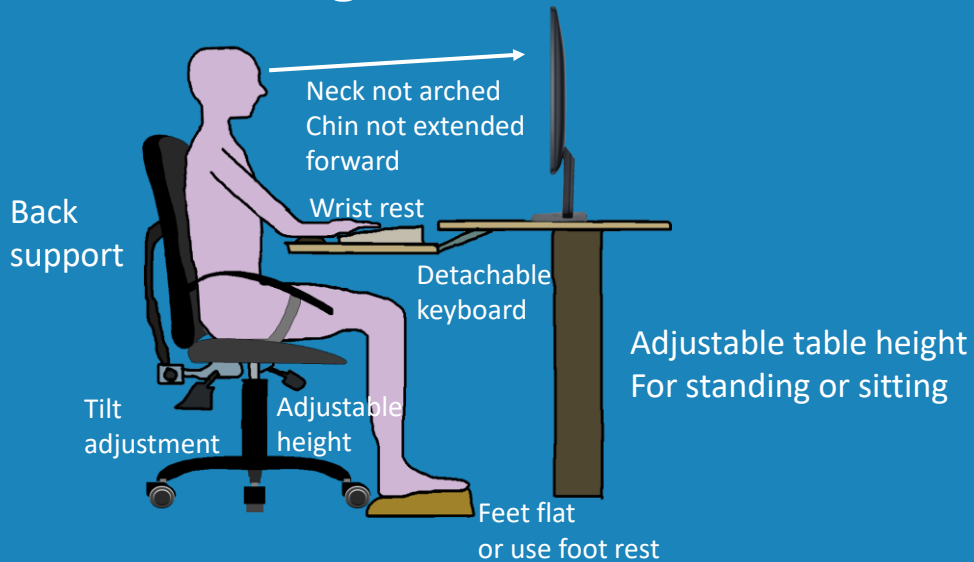 Neck not arched
Chin not extended
forward
Wrist rest
Back
support
Detachable
keyboard
Adjustable table height
For standing or sitting
Tilt
adjustment
Adjustable
height
Feet flat
or use foot rest